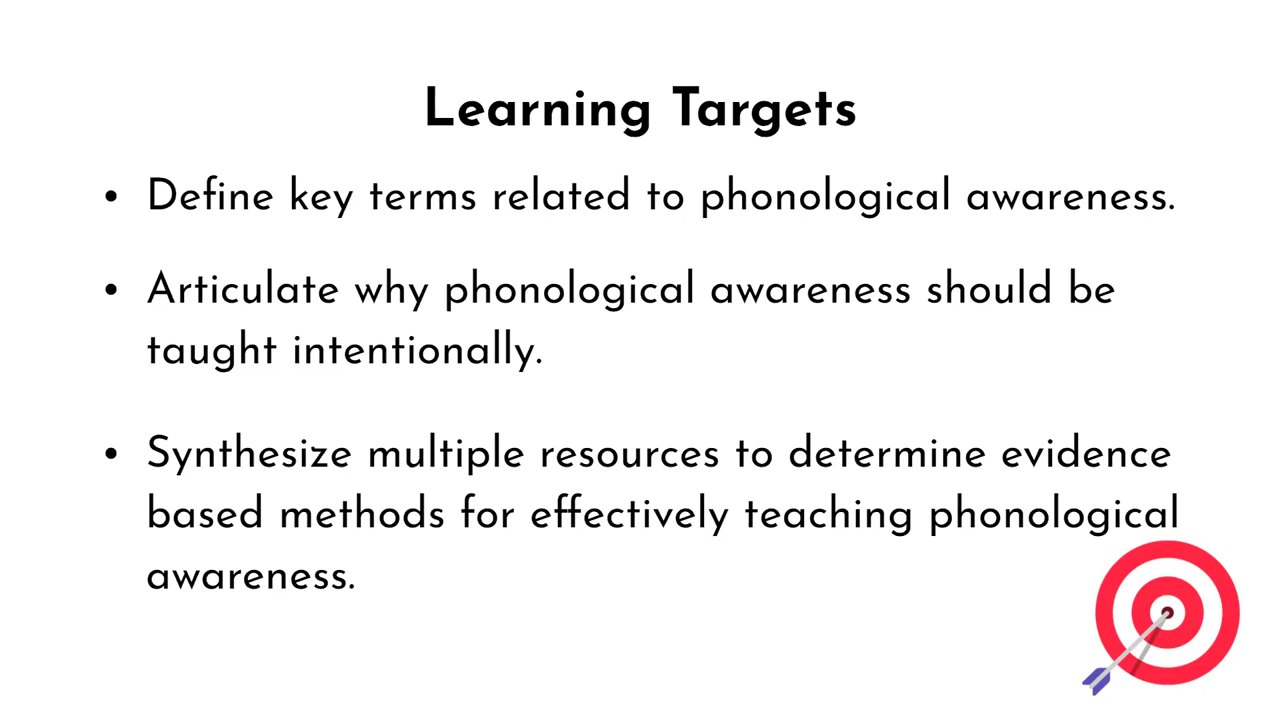 Learning Targets
• Define key terms related to phonological awareness.
• Articulate why phonological awareness should be
taught intentionally.
• Synthesize multiple resources to determine evidence
based methods for effectively teaching phonological
awareness.